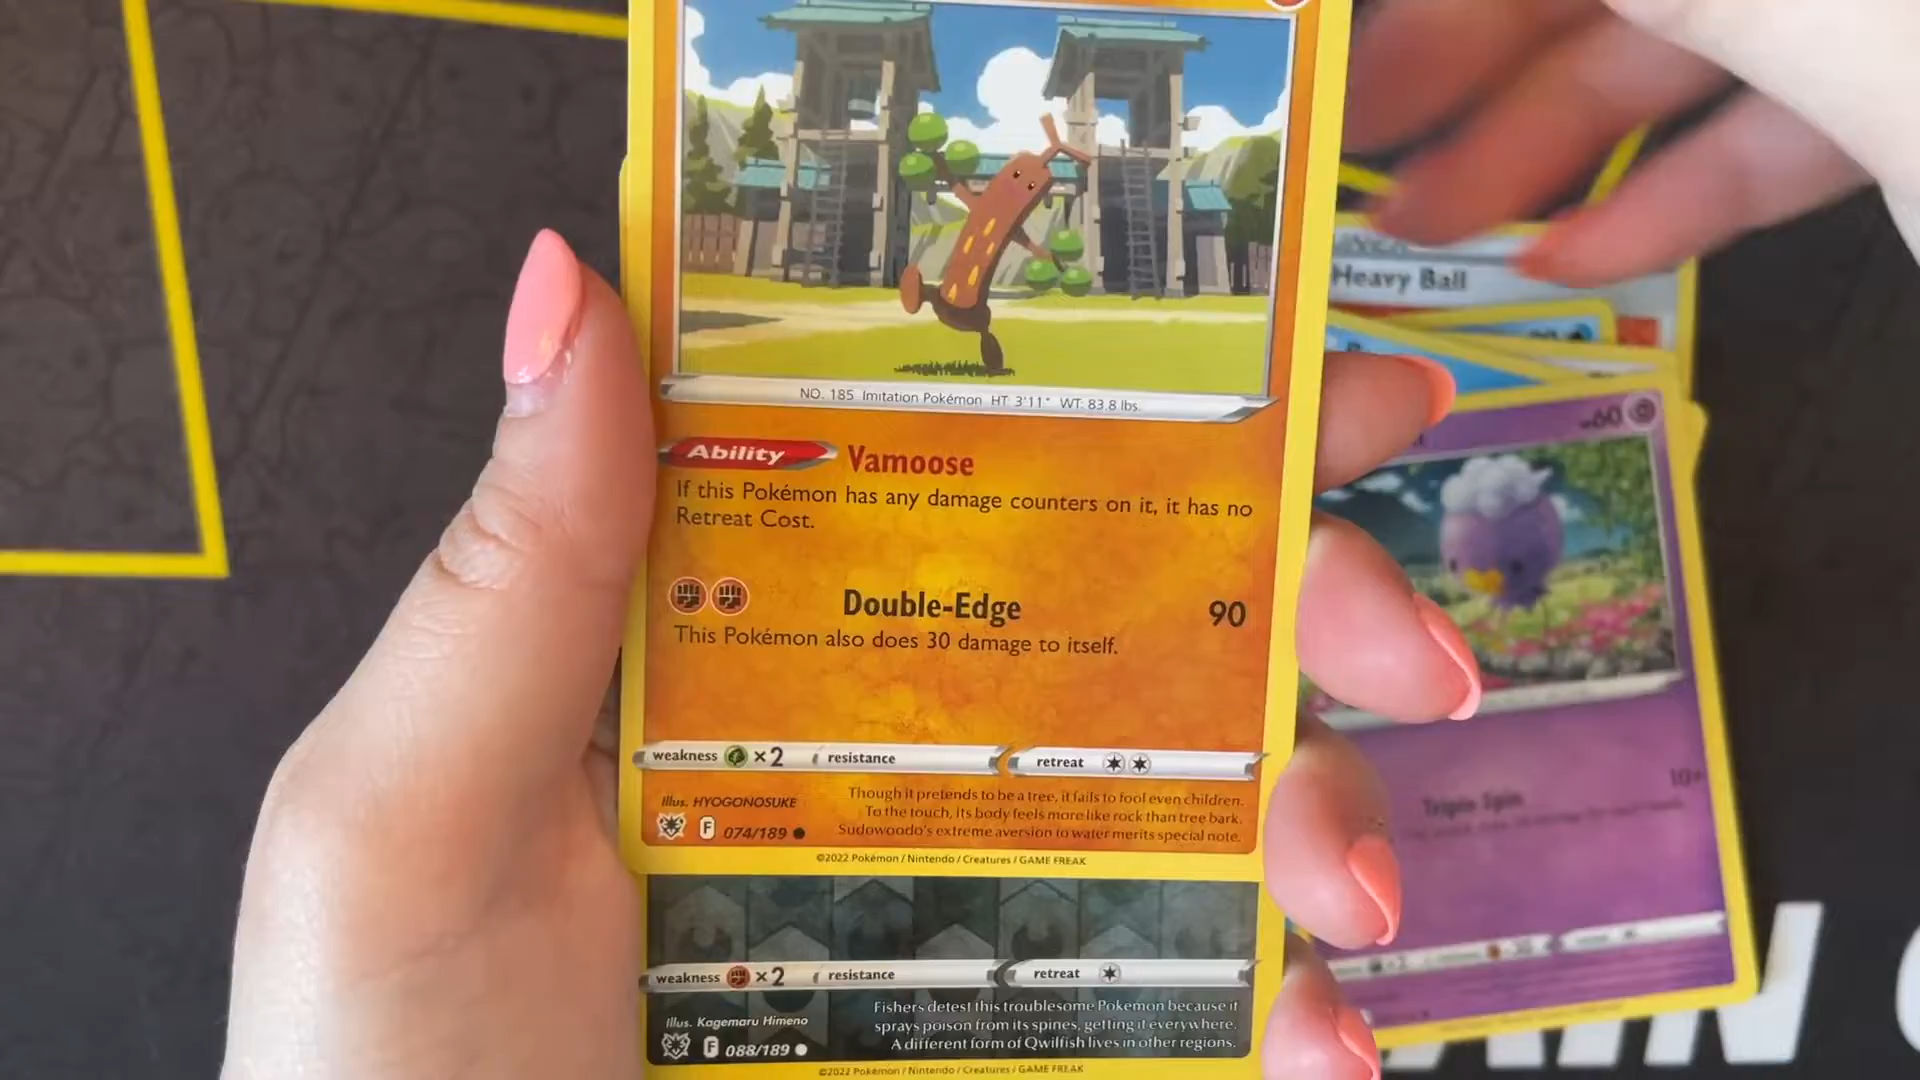 NO. 185 Imitation Pokémon HT: 3'11" WT: 83.8 lbs.
Ability Vamoose
If this Pokémon has any damage counters on it, it has no
Retreat Cost.
Double-Edge 90
This Pokémon also does 30 damage to itself.
weakness ×2 resistance retreat
Illus. HYOGONOSUKE
F 074/189
Though it pretends to be a tree, it fails to fool even children.
To the touch, its body feels more like rock than tree bark.
Sudowoodo's extreme aversion to water merits special note.
©2022 Pokémon / Nintendo / Creatures / GAME FREAK
weakness ×2 resistance retreat
Illus. Kagemaru Himeno
F 088/189
Fishers detest this troublesome Pokémon because it
sprays poison from its spines, getting it everywhere.
A different form of Qwilfish lives in other regions.
©2022 Pokémon / Nintendo / Creatures / GAME FREAK
Heavy Ball
60
Triple Spin 10×